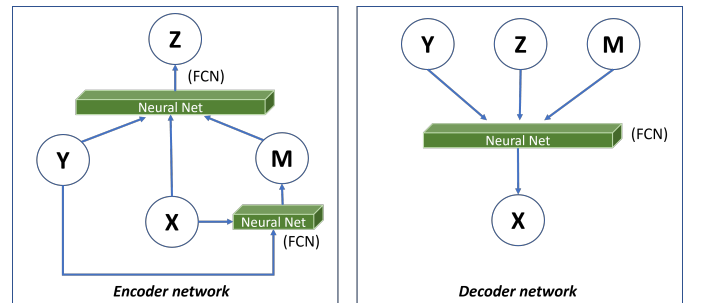 Z
(FCN)
Neural Net
Y
M
X
Neural Net
(FCN)
Encoder network
Y
Z
M
Neural Net
(FCN)
X
Decoder network